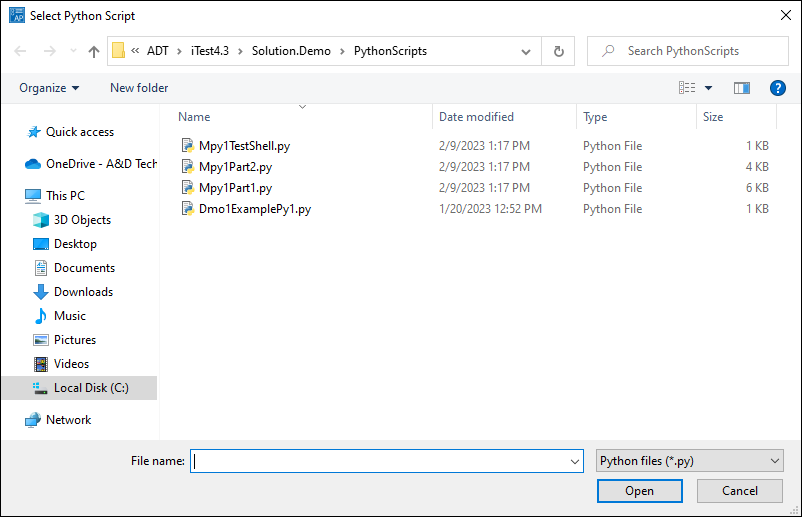 Select Python Script
« ADT > iTest4.3 > Solution.Demo > PythonScripts
Search PythonScripts
Organize New folder
Name Date modified Type Size
Mpy1TestShell.py 2/9/2023 1:17 PM Python File 1 KB
Mpy1Part2.py 2/9/2023 1:17 PM Python File 4 KB
Mpy1Part1.py 2/9/2023 1:17 PM Python File 6 KB
Dmo1ExamplePy1.py 1/20/2023 12:52 PM Python File 1 KB
Quick access
OneDrive - A&D Tech
This PC
3D Objects
Desktop
Documents
Downloads
Music
Pictures
Videos
Local Disk (C:)
Network
File name: Python files (*.py)
Open Cancel